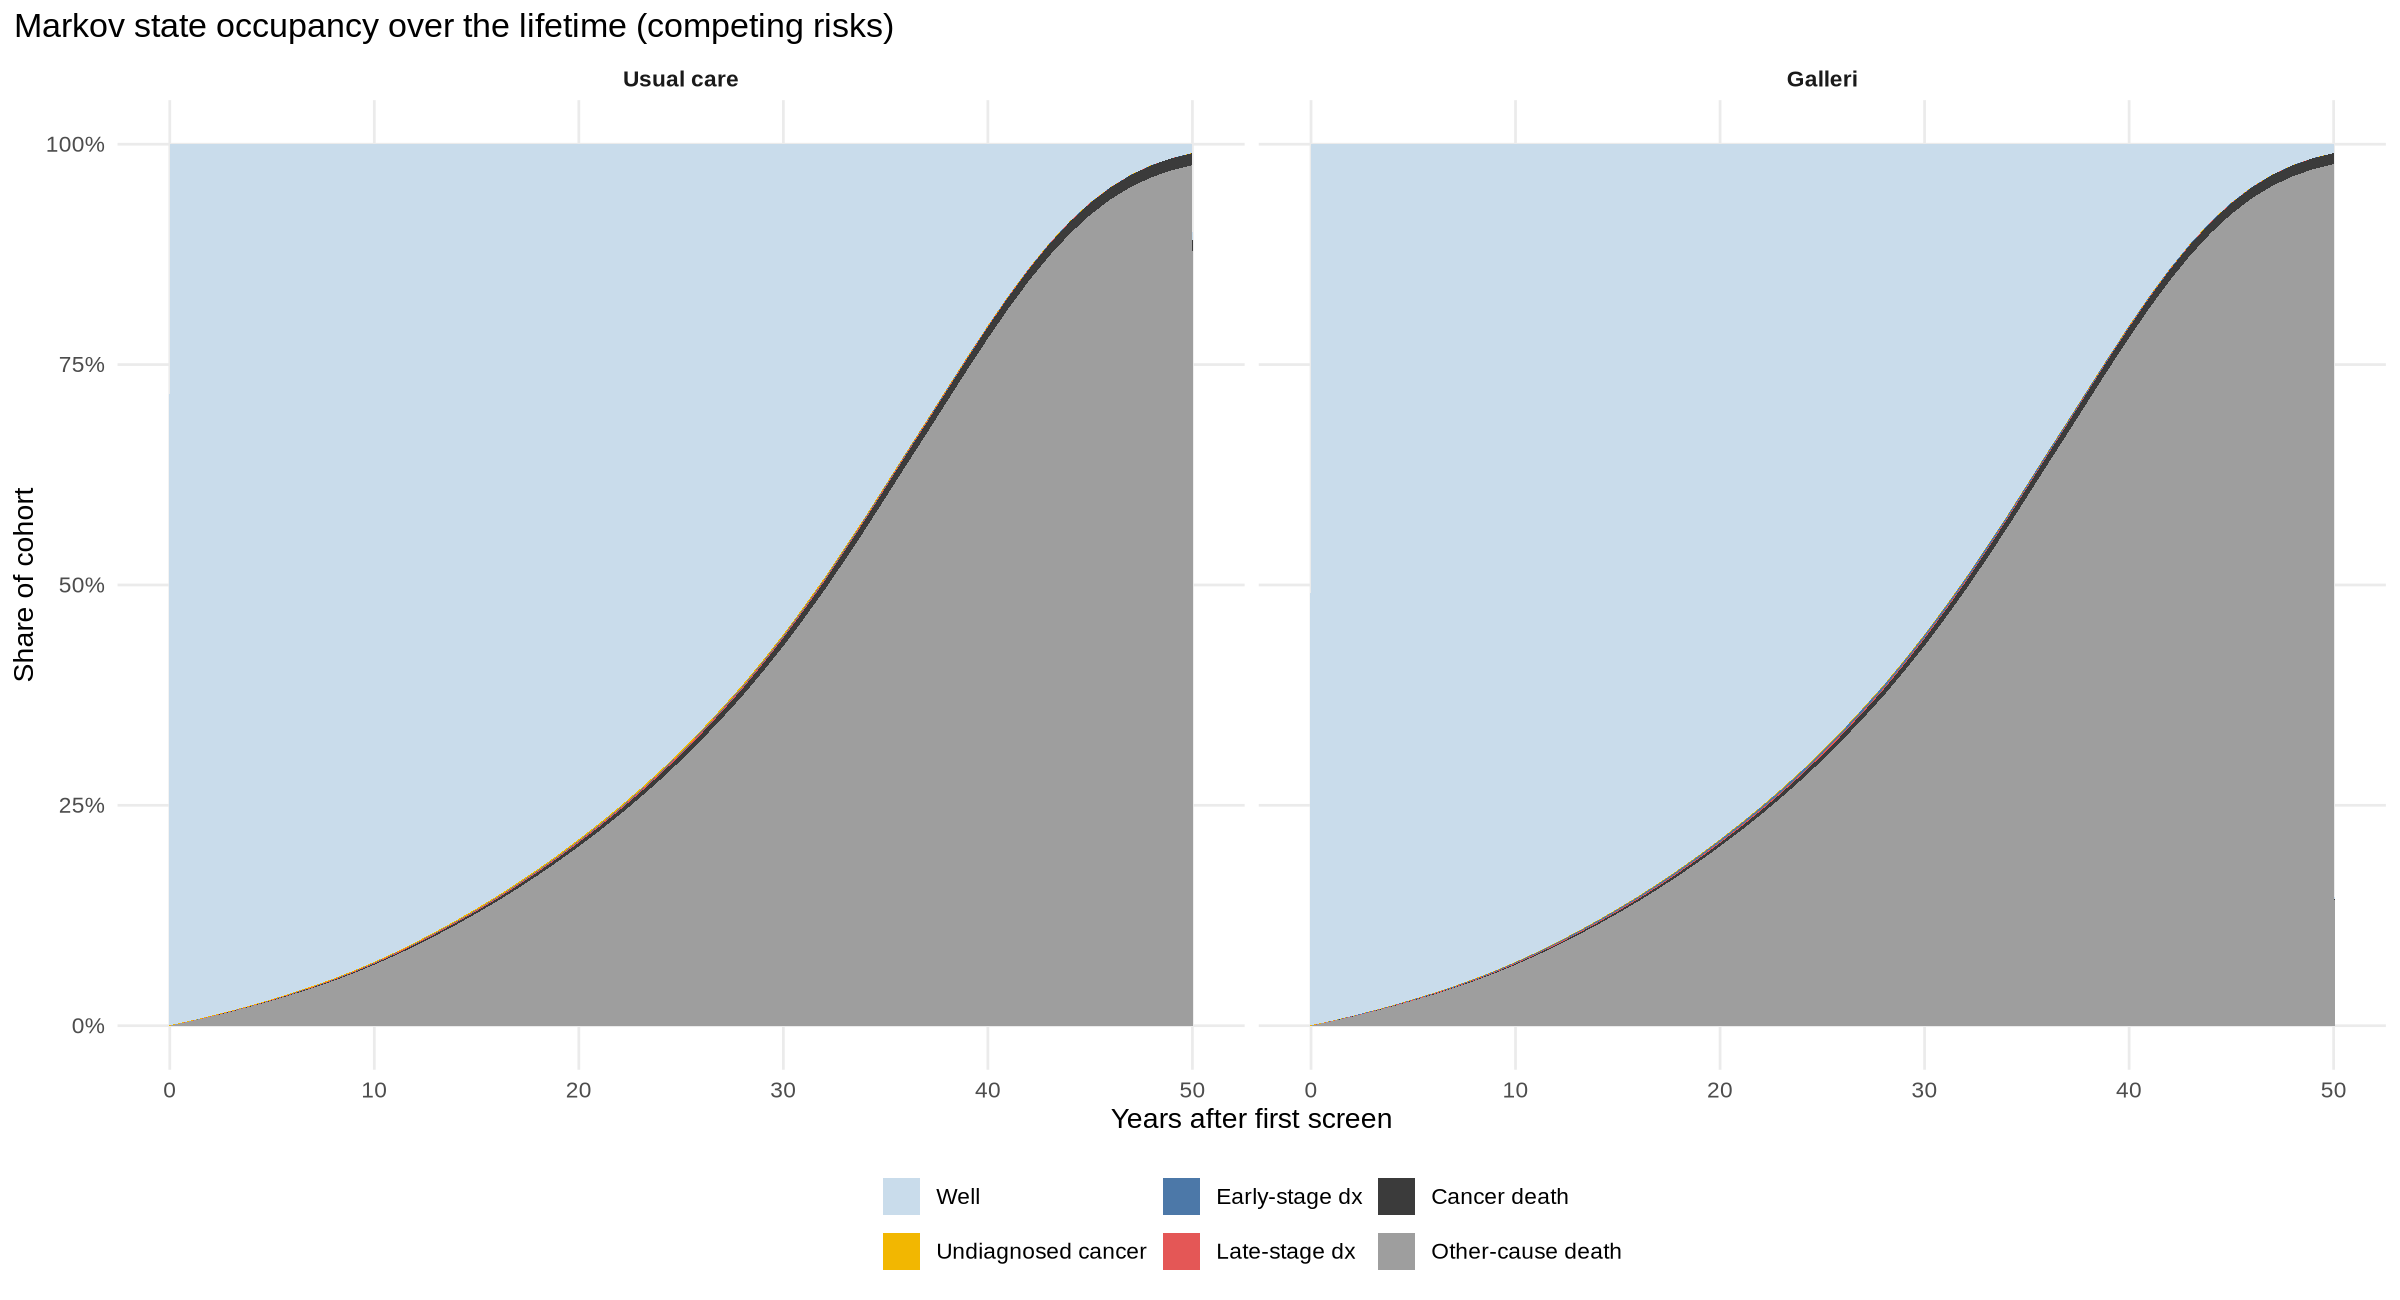 Markov state occupancy over the lifetime (competing risks)
Usual care
Galleri
Share of cohort
100%
75%
50%
25%
0%
0 10 20 30 40 50
0 10 20 30 40 50
Years after first screen
Well
Early-stage dx
Cancer death
Undiagnosed cancer
Late-stage dx
Other-cause death